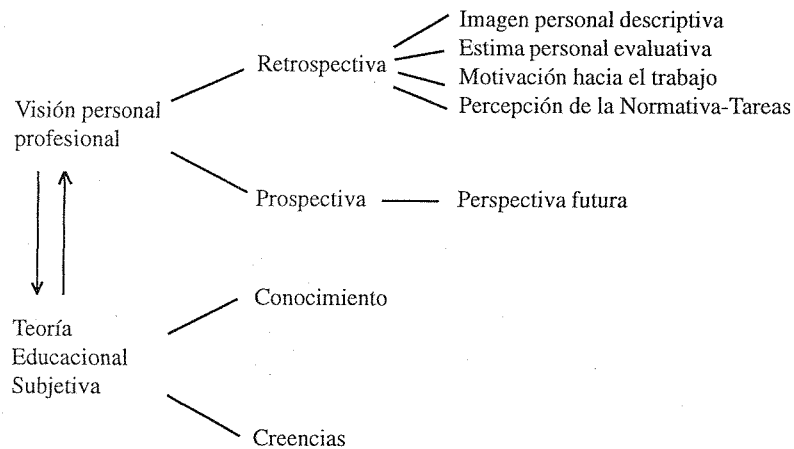 Visión personal
profesional
Retrospectiva
Imagen personal descriptiva
Estima personal evaluativa
Motivación hacia el trabajo
Percepción de la Normativa-Tareas
Prospectiva
Perspectiva futura
Teoría
Educacional
Subjetiva
Conocimiento
Creencias